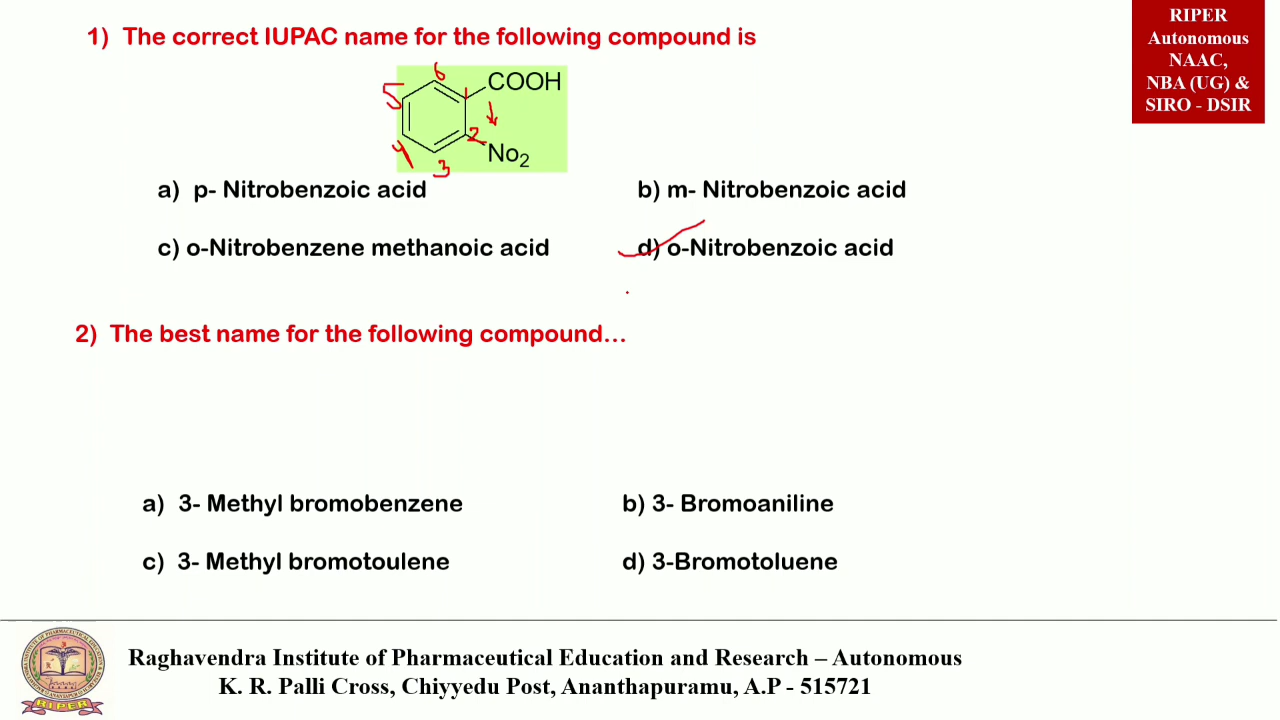 RIPER
Autonomous
NAAC,
NBA (UG) &
SIRO - DSIR
1) The correct IUPAC name for the following compound is
6
COOH
5
1
2
4
No2
3
a) p- Nitrobenzoic acid
b) m- Nitrobenzoic acid
c) o-Nitrobenzene methanoic acid
d) o-Nitrobenzoic acid
2) The best name for the following compound...
a) 3- Methyl bromobenzene
b) 3- Bromoaniline
c) 3- Methyl bromotoulene
d) 3-Bromotoluene
Raghavendra Institute of Pharmaceutical Education and Research – Autonomous
K. R. Palli Cross, Chiyyedu Post, Ananthapuramu, A.P - 515721
RIPER